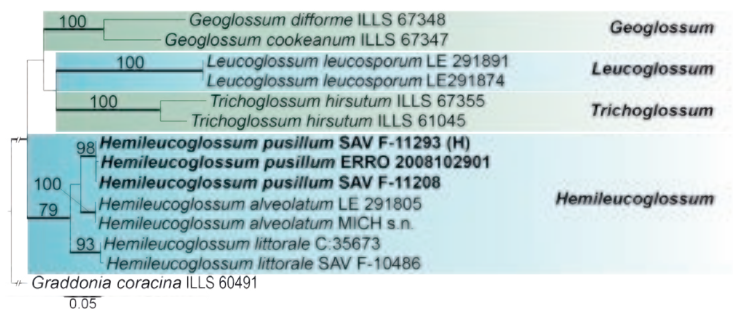 100 Geoglossum difforme ILLS 67348
Geoglossum cookeanum ILLS 67347
Geoglossum
100 Leucoglossum leucosporum LE 291891
Leucoglossum leucosporum LE291874
Leucoglossum
100 Trichoglossum hirsutum ILLS 67355
Trichoglossum hirsutum ILLS 61045
Trichoglossum
98 Hemileucoglossum pusillum SAV F-11293 (H)
Hemileucoglossum pusillum ERRO 2008102901
Hemileucoglossum pusillum SAV F-11208
Hemileucoglossum
100 Hemileucoglossum alveolatum LE 291805
79 Hemileucoglossum alveolatum MICH s.n.
93 Hemileucoglossum littorale C:35673
Hemileucoglossum littorale SAV F-10486
Graddonia coracina ILLS 60491
0.05